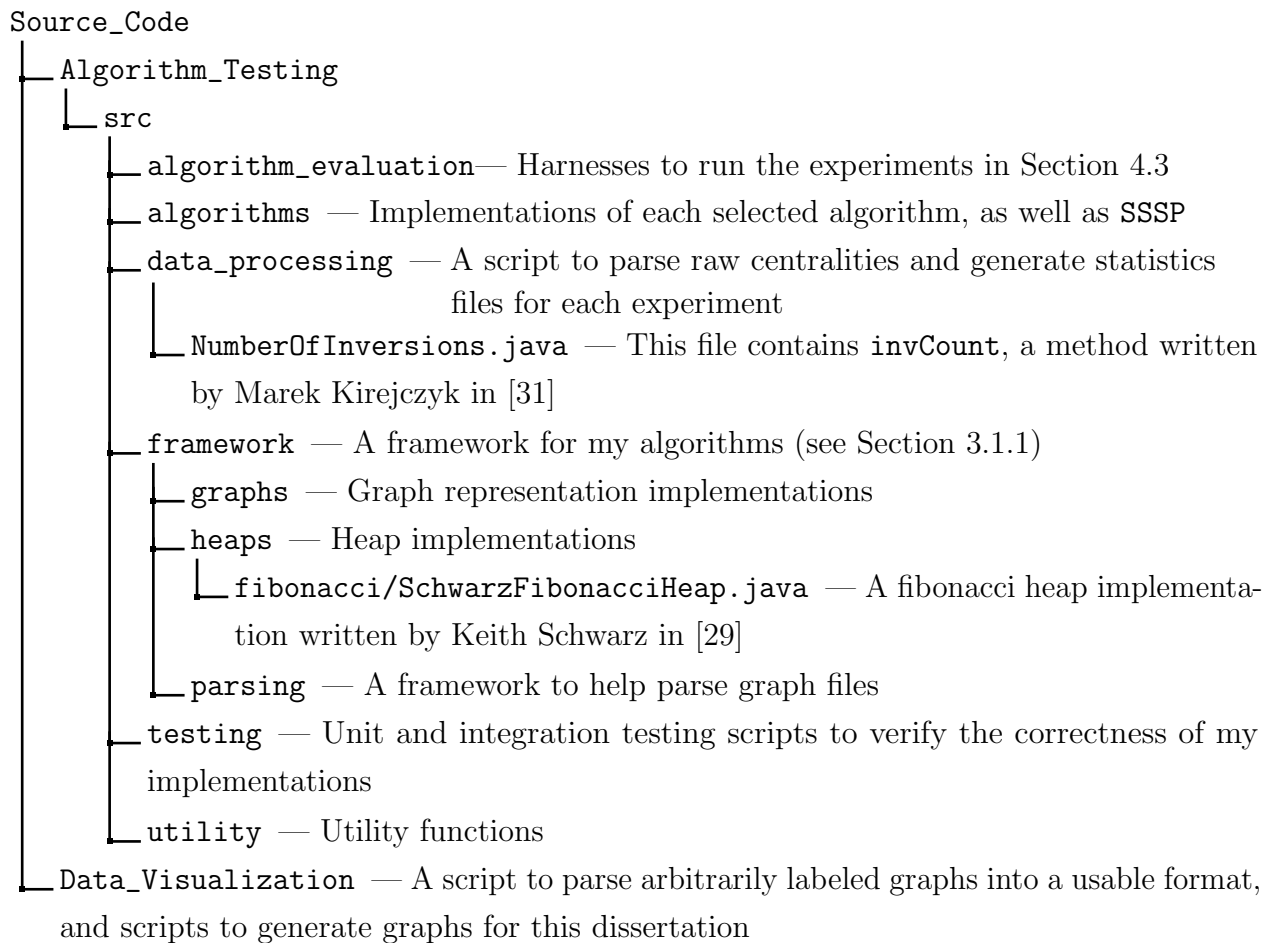 Source_Code
Algorithm_Testing
src
algorithm_evaluation— Harnesses to run the experiments in Section 4.3
algorithms — Implementations of each selected algorithm, as well as SSSP
data_processing — A script to parse raw centralities and generate statistics
files for each experiment
NumberOfInversions.java — This file contains invCount, a method written
by Marek Kirejczyk in [31]
framework — A framework for my algorithms (see Section 3.1.1)
graphs — Graph representation implementations
heaps — Heap implementations
fibonacci/SchwarzFibonacciHeap.java — A fibonacci heap implementa-
tion written by Keith Schwarz in [29]
parsing — A framework to help parse graph files
testing — Unit and integration testing scripts to verify the correctness of my
implementations
utility — Utility functions
Data_Visualization — A script to parse arbitrarily labeled graphs into a usable format,
and scripts to generate graphs for this dissertation